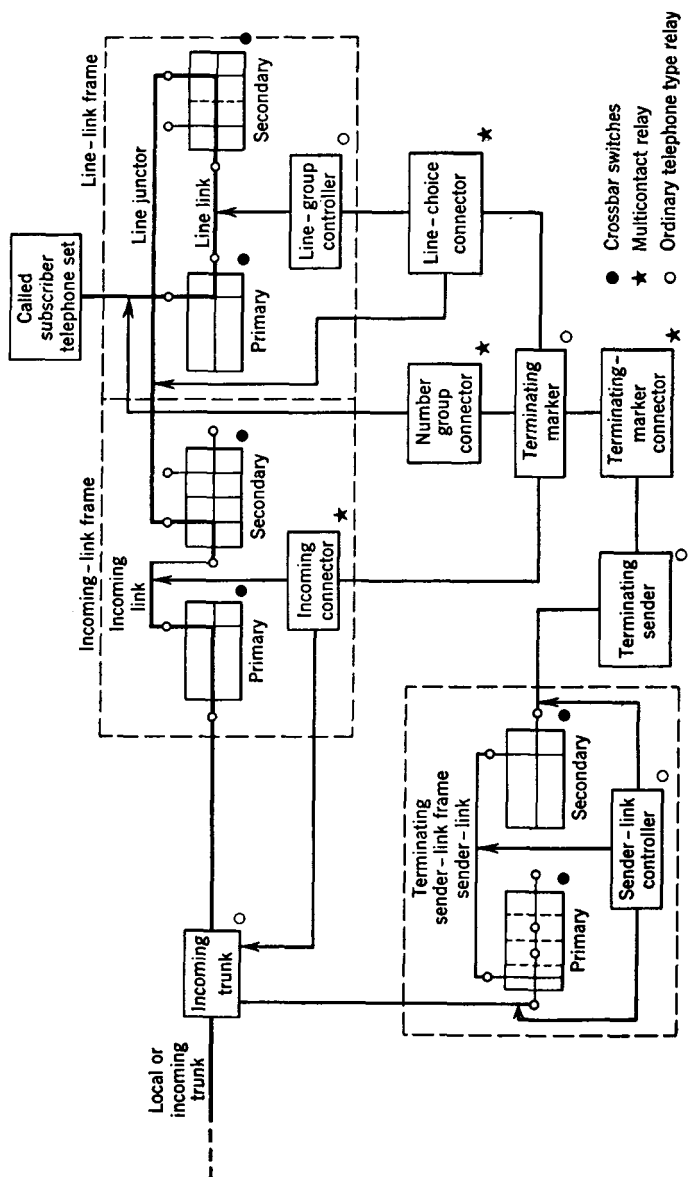 Local or
incoming
trunk
Incoming
trunk
Incoming-link frame
Incoming
link
Primary
Secondary
Incoming
connector
Line-link frame
Line junctor
Called
subscriber
telephone set
Primary
Line link
Secondary
Line-group
controller
Line-choice
connector
Number
group
connector
Terminating
marker
Terminating-
marker
connector
Terminating
sender
Terminating
sender-link frame
sender-link
Primary
Secondary
Sender-link
controller
Crossbar switches
Multicontact relay
Ordinary telephone type relay